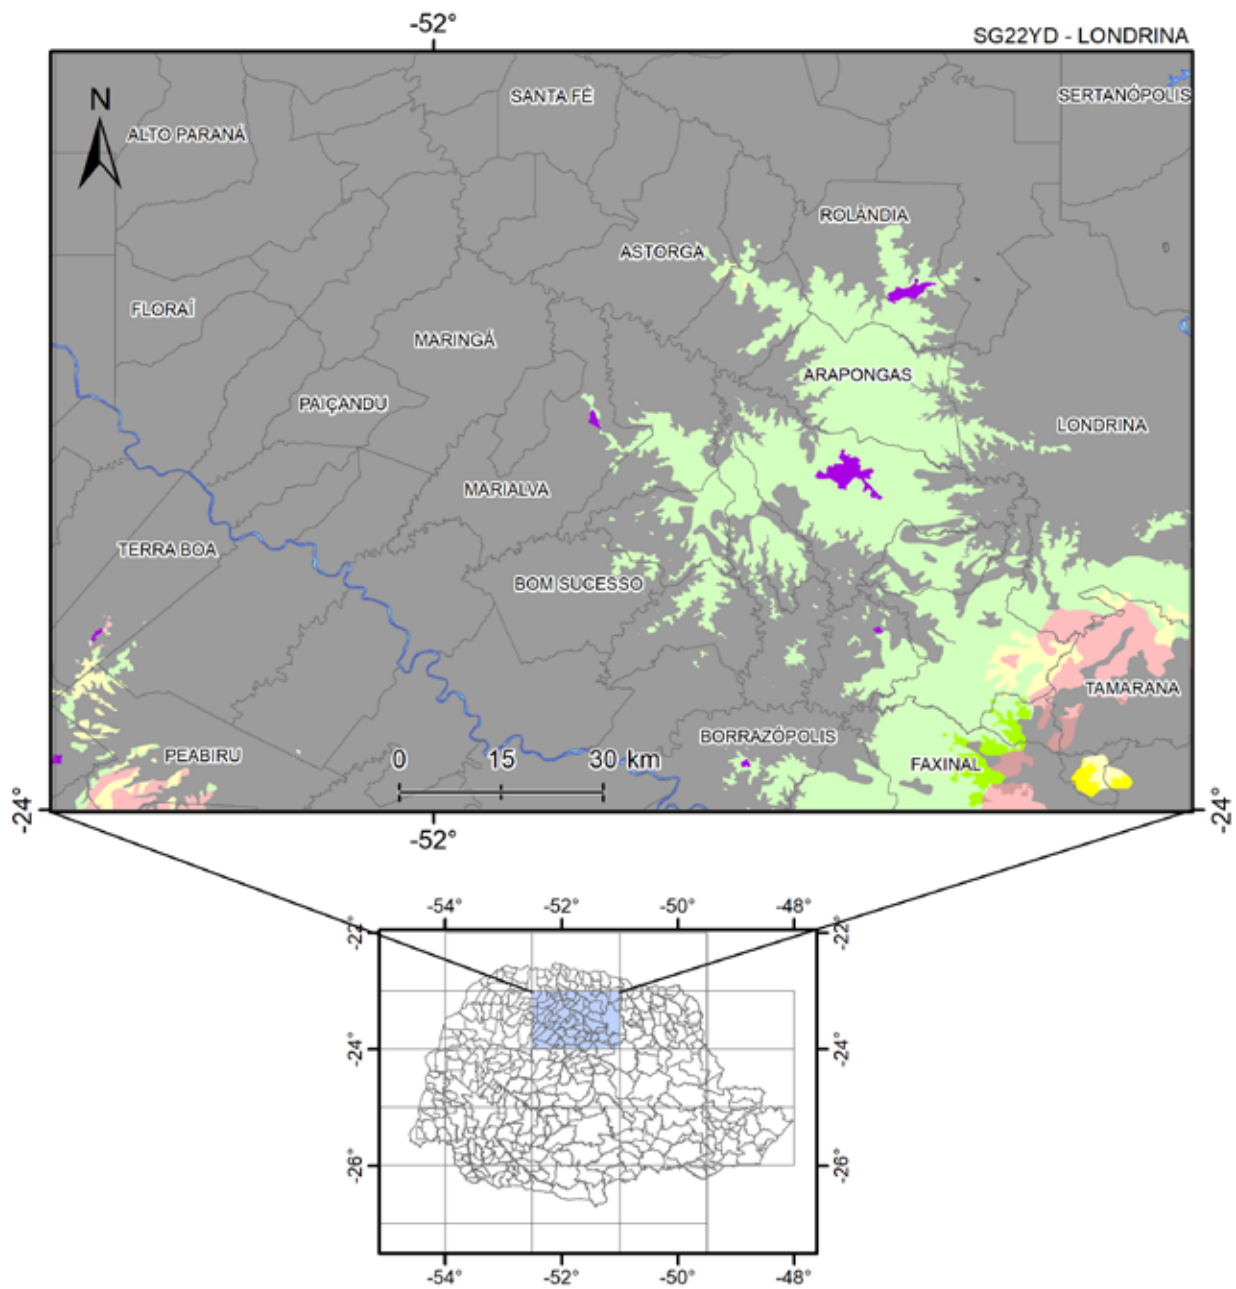 -52°
SG22YD - LONDRINA
N
SANTA FÉ
SERTANÓPOLIS
ALTO PARANÁ
ROLÂNDIA
ASTORGA
FLORAÍ
MARINGÁ
ARAPONGAS
PAIÇANDU
LONDRINA
MARIALVA
TERRA BOA
BOM SUCESSO
TAMARANA
BORRAZÓPOLIS
PEABIRU
FAXINAL
0 15 30 km
-24° -24°
-52°
-54° -52° -50° -48°
-22° -22°
-24° -24°
-26° -26°
-54° -52° -50° -48°